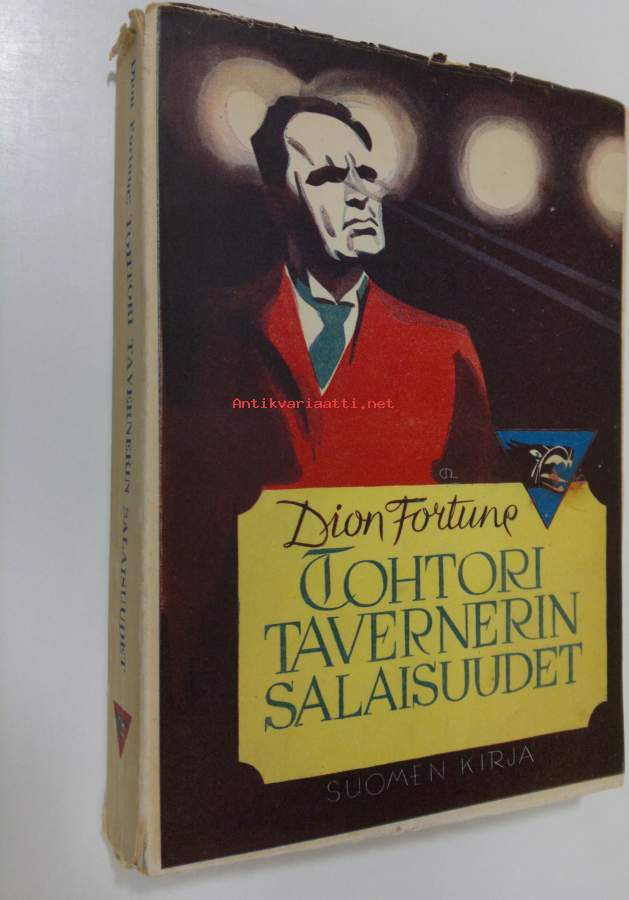 Dion Fortune: TOHTORI TAVERNERIN SALAISUUDET
Antikvariaatti.net
Dion Fortune
TOHTORI
TAVERNERIN
SALAISUUDET
SUOMEN KIRJA